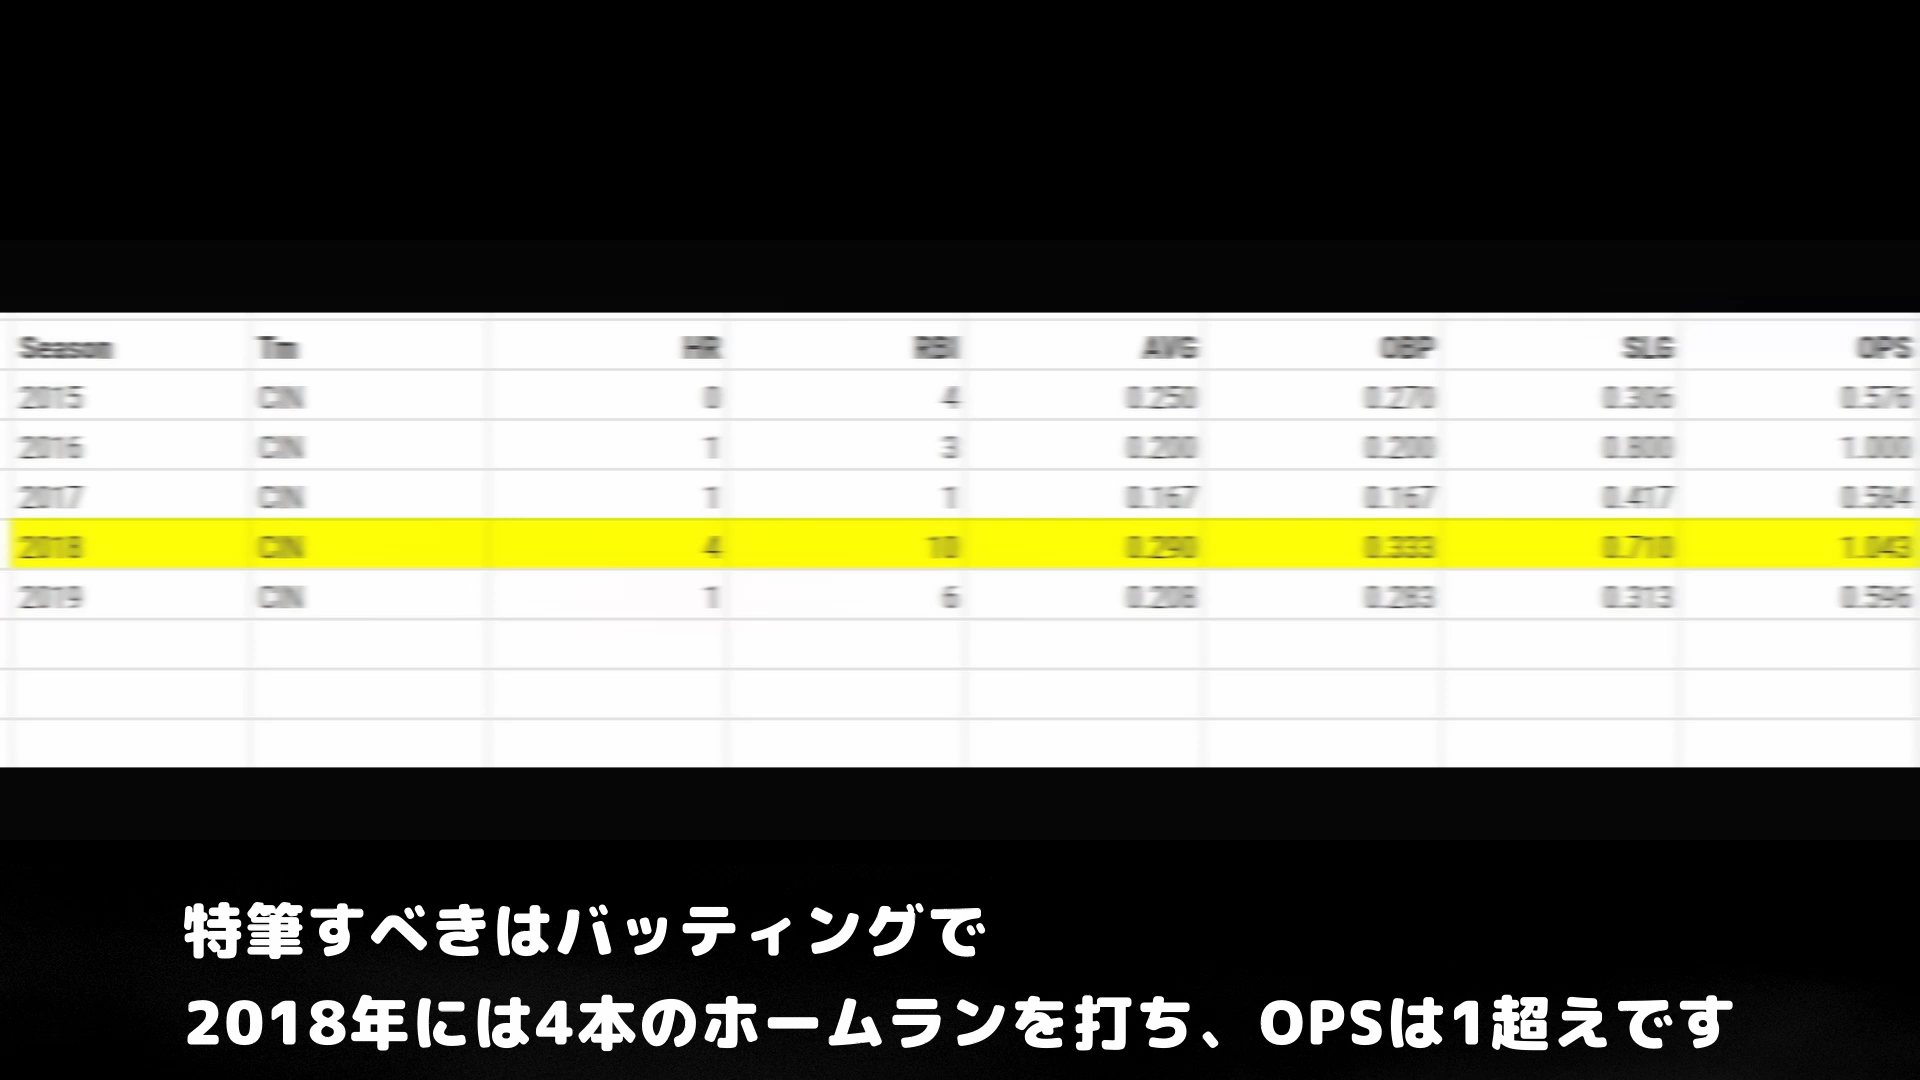 Season Tm HR RBI AVG OBP SLG OPS
2015 CIN 0 4 0.250 0.270 0.306 0.576
2016 CIN 1 3 0.200 0.200 0.800 1.000
2017 CIN 1 1 0.167 0.167 0.417 0.584
2018 CIN 4 10 0.290 0.333 0.710 1.043
2019 CIN 1 6 0.208 0.283 0.313 0.596
特筆すべきはバッティングで
2018年には4本のホームランを打ち、OPSは1超えです